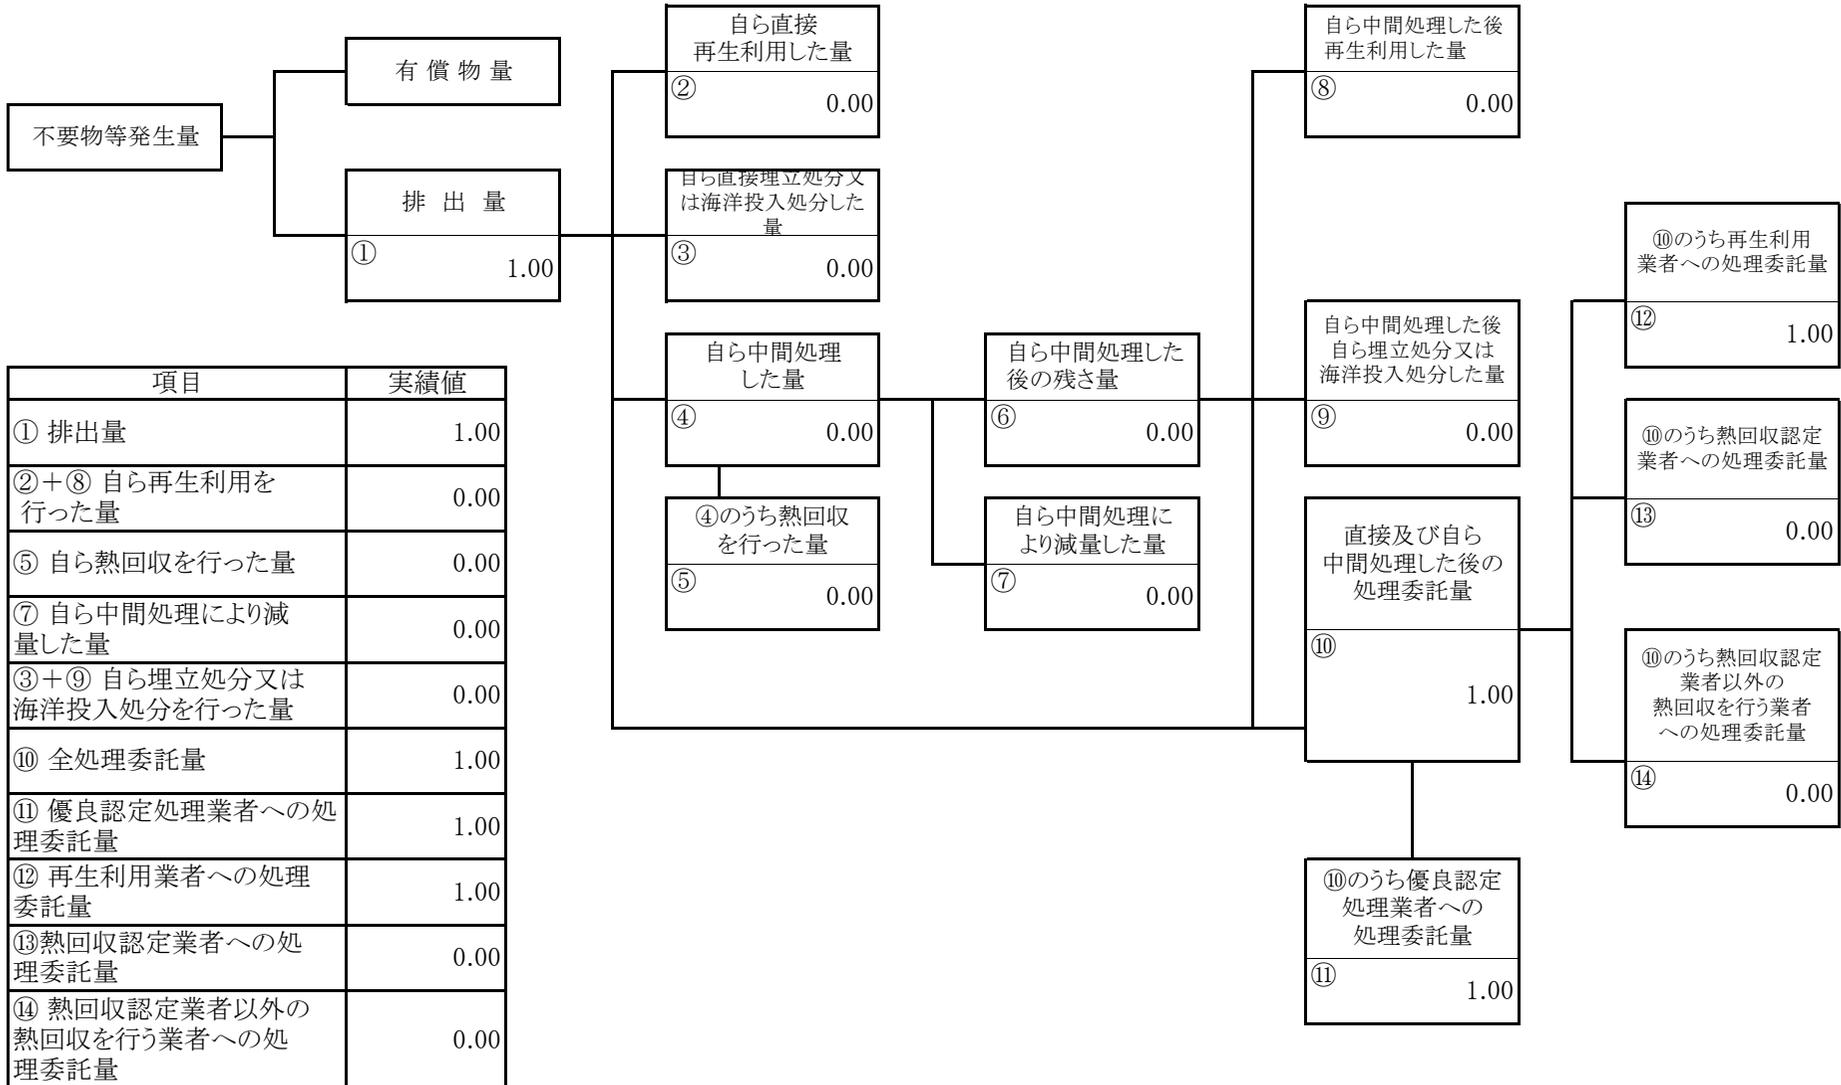 不要物等発生量
有 償 物 量
排 出 量
①
1.00
自ら直接
再生利用した量
②
0.00
自ら直接埋立処分又
は海洋投入処分した
量
③
0.00
自ら中間処理
した量
④
0.00
④のうち熱回収
を行った量
⑤
0.00
自ら中間処理した
後の残さ量
⑥
0.00
自ら中間処理に
より減量した量
⑦
0.00
自ら中間処理した後
再生利用した量
⑧
0.00
自ら中間処理した後
自ら埋立処分又は
海洋投入処分した量
⑨
0.00
直接及び自ら
中間処理した後の
処理委託量
⑩
1.00
⑩のうち優良認定
処理業者への
処理委託量
⑪
1.00
⑩のうち再生利用
業者への処理委託量
⑫
1.00
⑩のうち熱回収認定
業者への処理委託量
⑬
0.00
⑩のうち熱回収認定
業者以外の
熱回収を行う業者
への処理委託量
⑭
0.00
項目 実績値
① 排出量 1.00
②＋⑧ 自ら再生利用を
行った量 0.00
⑤ 自ら熱回収を行った量 0.00
⑦ 自ら中間処理により減
量した量 0.00
③＋⑨ 自ら埋立処分又は
海洋投入処分を行った量 0.00
⑩ 全処理委託量 1.00
⑪ 優良認定処理業者への処
理委託量 1.00
⑫ 再生利用業者への処理
委託量 1.00
⑬熱回収認定業者への処
理委託量 0.00
⑭ 熱回収認定業者以外の
熱回収を行う業者への処
理委託量 0.00